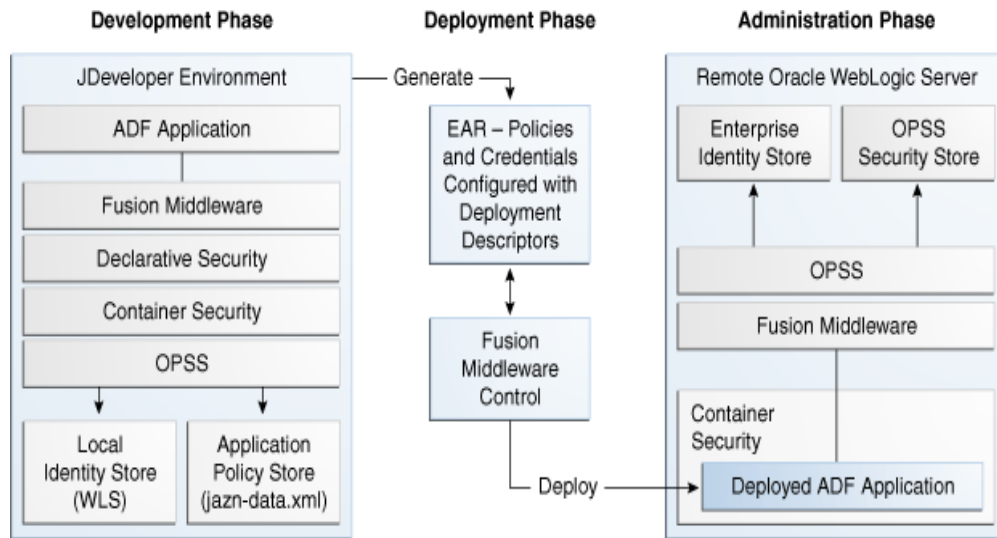 Development Phase
Deployment Phase
Administration Phase
JDeveloper Environment
ADF Application
Fusion Middleware
Declarative Security
Container Security
OPSS
Local
Identity Store
(WLS)
Application
Policy Store
(jazn-data.xml)
Generate
EAR – Policies
and Credentials
Configured with
Deployment
Descriptors
Fusion
Middleware
Control
Deploy
Remote Oracle WebLogic Server
Enterprise
Identity Store
OPSS
Security Store
OPSS
Fusion Middleware
Container
Security
Deployed ADF Application